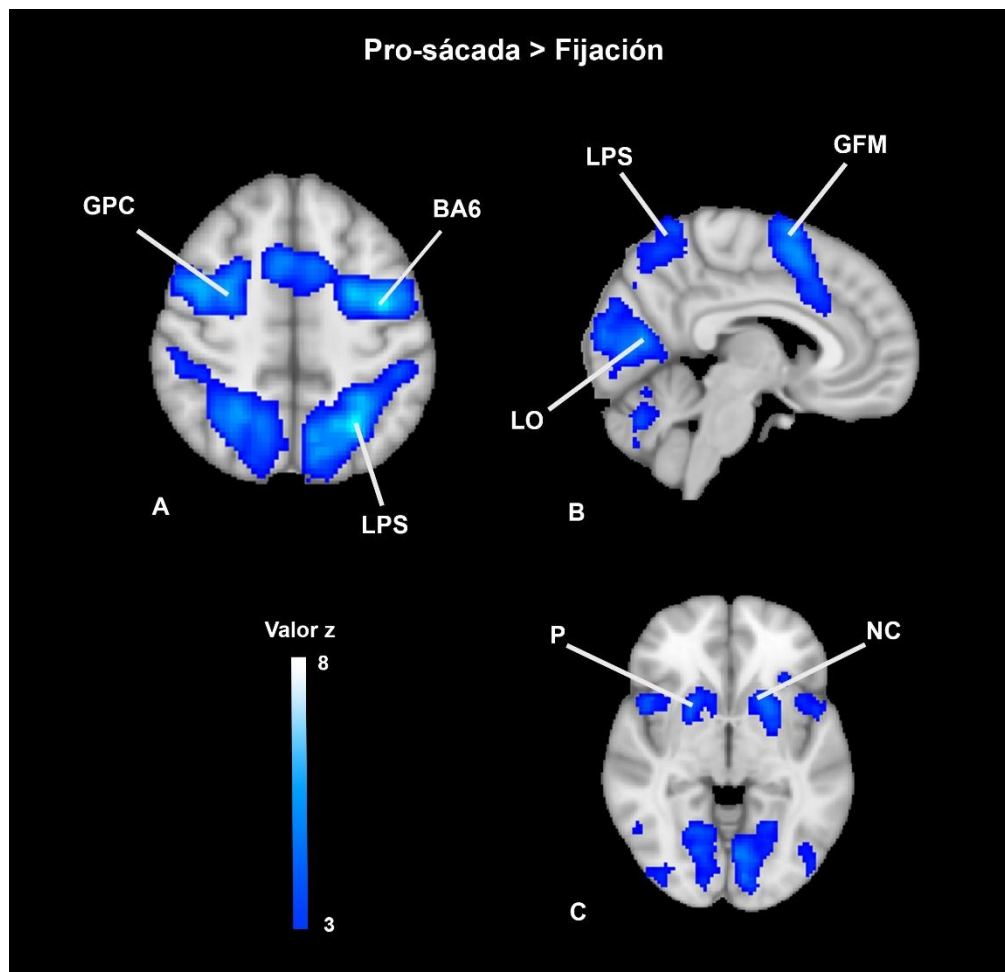 Pro-sácada > Fijación
GPC
BA6
LPS
A
LPS
GFM
LO
B
Valor z
8
3
P
NC
C